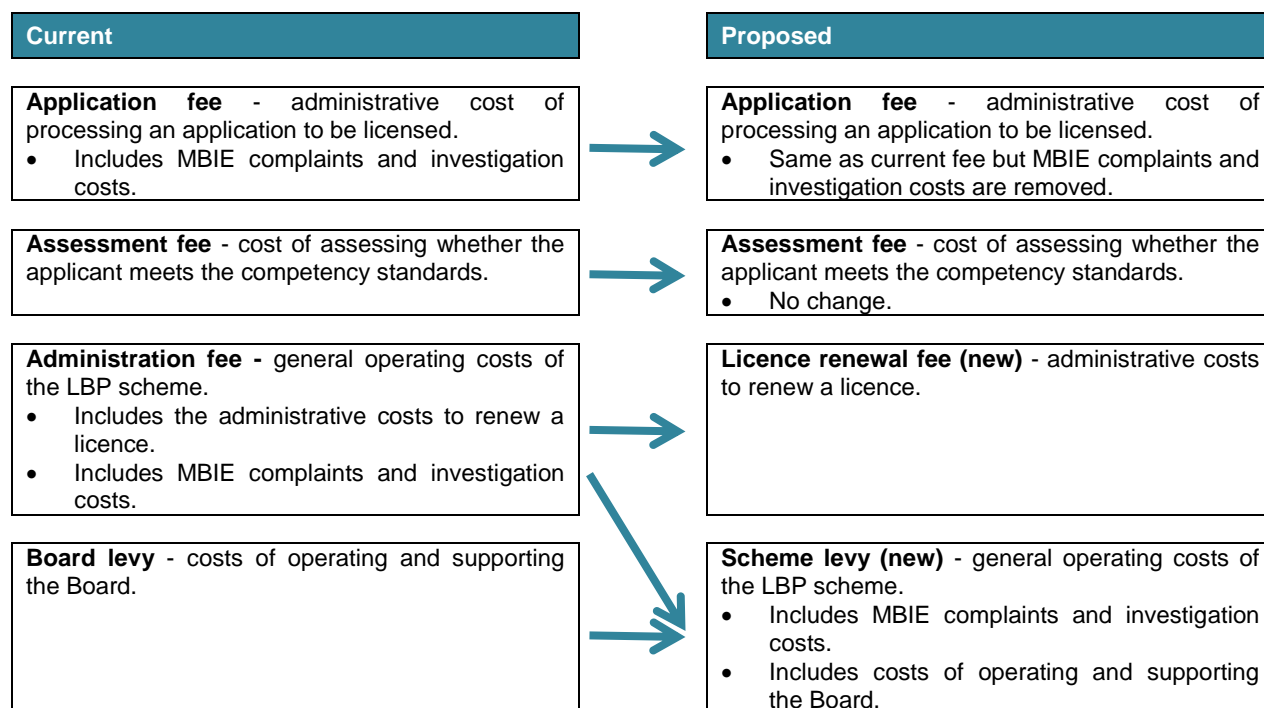 Current
Proposed
Application fee - administrative cost of
processing an application to be licensed.
• Includes MBIE complaints and investigation
costs.
Application fee - administrative cost of
processing an application to be licensed.
• Same as current fee but MBIE complaints and
investigation costs are removed.
Assessment fee - cost of assessing whether the
applicant meets the competency standards.
Assessment fee - cost of assessing whether the
applicant meets the competency standards.
• No change.
Administration fee - general operating costs of
the LBP scheme.
• Includes the administrative costs to renew a
licence.
• Includes MBIE complaints and investigation
costs.
Licence renewal fee (new) - administrative costs
to renew a licence.
Board levy - costs of operating and supporting
the Board.
Scheme levy (new) - general operating costs of
the LBP scheme.
• Includes MBIE complaints and investigation
costs.
• Includes costs of operating and supporting
the Board.